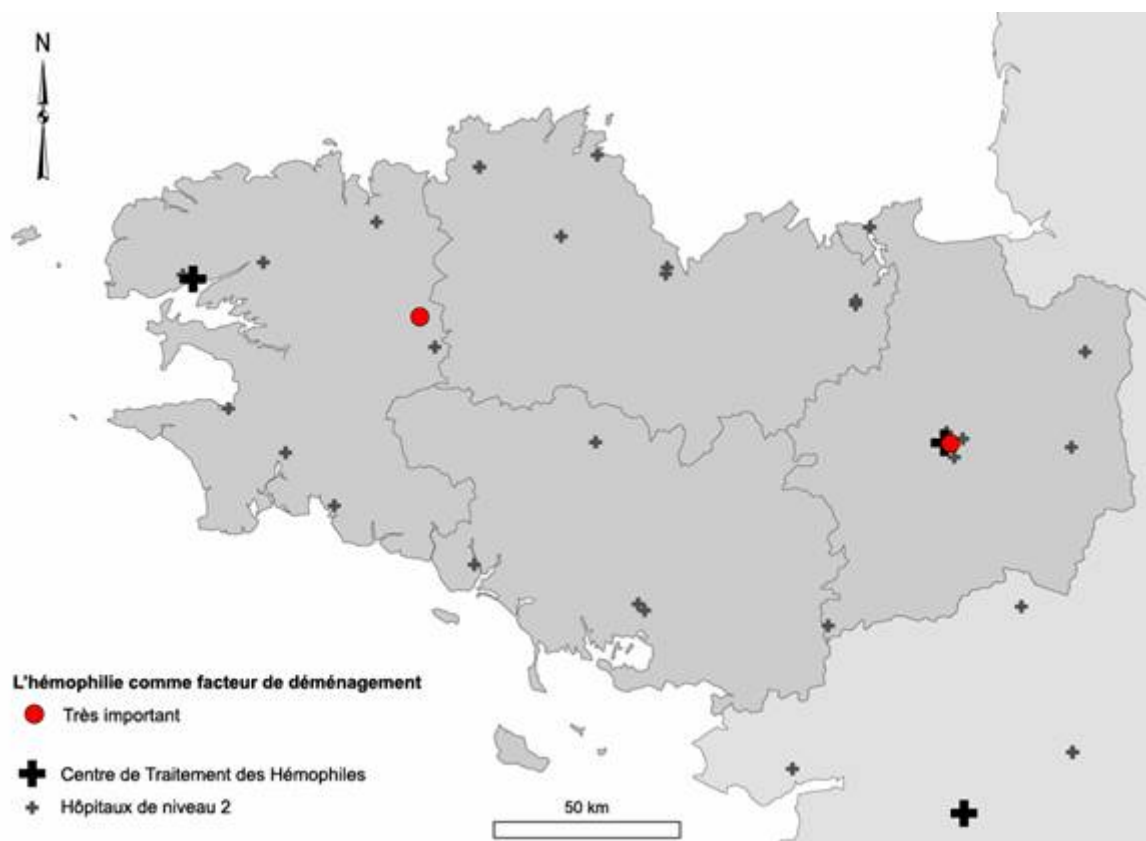 N
L'hémophilie comme facteur de déménagement
Très important
Centre de Traitement des Hémophiles
Hôpitaux de niveau 2
50 km